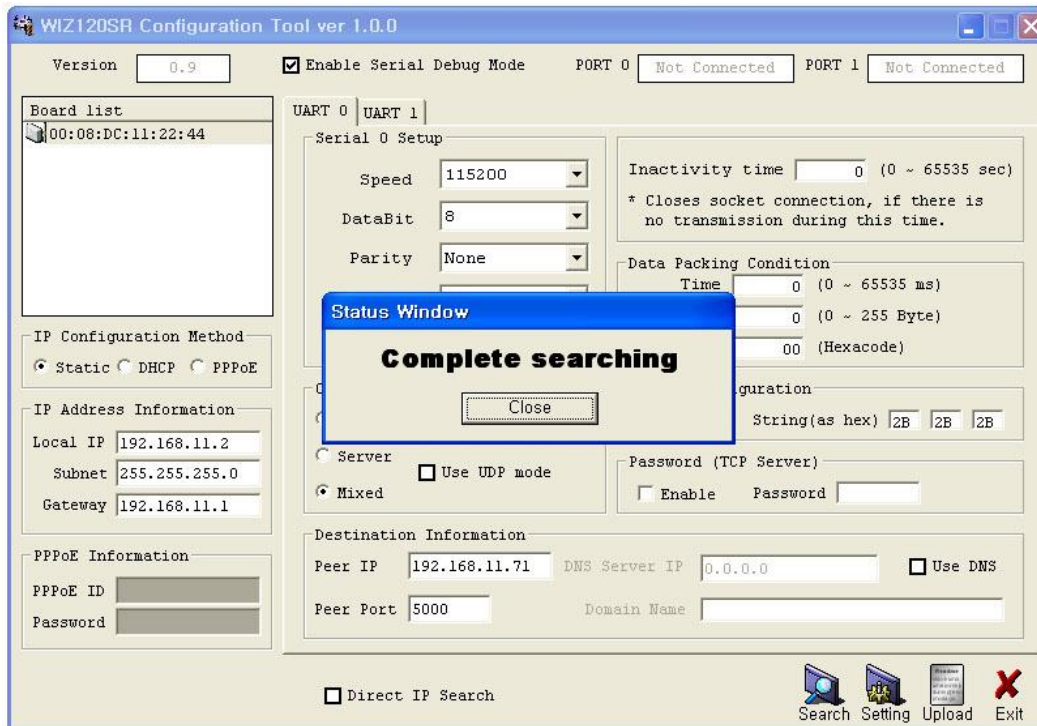 WIZ120SR Configuration Tool ver 1.0.0
Version 0.9 Enable Serial Debug Mode PORT 0 Not Connected PORT 1 Not Connected
Board list
00:08:DC:11:22:44
IP Configuration Method
Static DHCP PPPoE
IP Address Information
Local IP 192.168.11.2
Subnet 255.255.255.0
Gateway 192.168.11.1
PPPoE Information
PPPoE ID
Password
UART 0 UART 1
Serial 0 Setup
Speed 115200
DataBit 8
Parity None
Server
Use UDP mode
Mixed
Inactivity time 0 (0 ~ 65535 sec)
* Closes socket connection, if there is
no transmission during this time.
Data Packing Condition
Time 0 (0 ~ 65535 ms)
0 (0 ~ 255 Byte)
00 (Hexacode)
String(as hex) 2B 2B 2B
Password (TCP Server)
Enable Password
Status Window
Complete searching
Close
Destination Information
Peer IP 192.168.11.71 DNS Server IP 0.0.0.0 Use DNS
Peer Port 5000 Domain Name
Direct IP Search
Search Setting Upload Exit